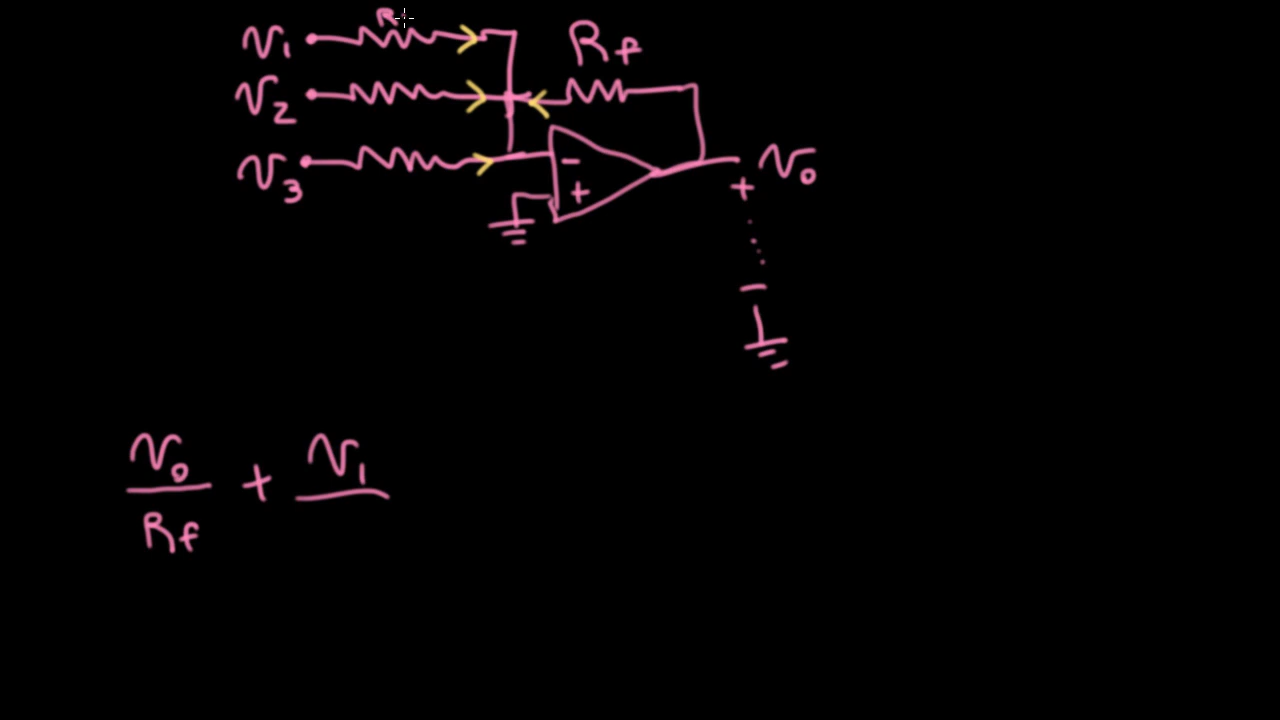 R
V1
Rf
V2
V3
-
+
Vo
+
-
Vo/Rf + V1/